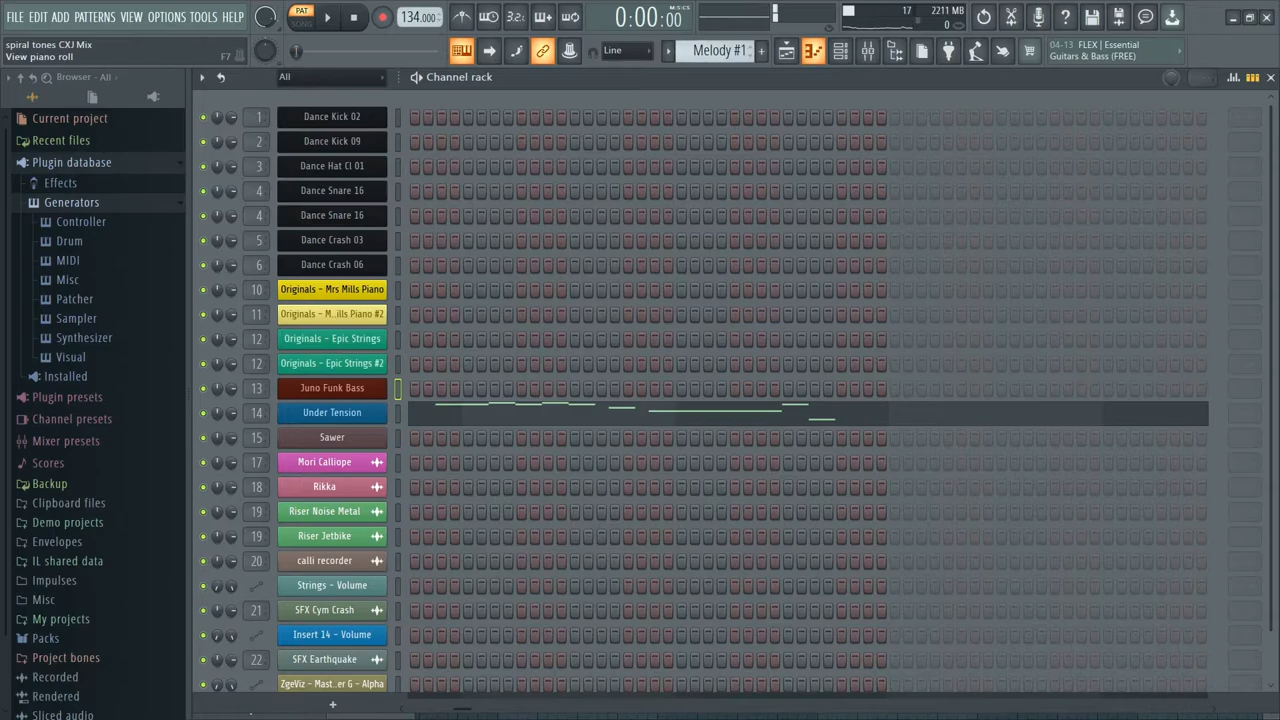 FILE EDIT ADD PATTERNS VIEW OPTIONS TOOLS HELP
PAT
SONG
134.000
3.2.
0:00:00
M:S:CS
17
2211 MB
0
spiral tones CXJ Mix
View piano roll
F7
Line
Melody #1
04-13 FLEX | Essential
Guitars & Bass (FREE)
Browser - All
All
Channel rack
Current project
Recent files
Plugin database
Effects
Generators
Controller
Drum
MIDI
Misc
Patcher
Sampler
Synthesizer
Visual
Installed
Plugin presets
Channel presets
Mixer presets
Scores
Backup
Clipboard files
Demo projects
Envelopes
IL shared data
Impulses
Misc
My projects
Packs
Project bones
Recorded
Rendered
Sliced audio
1 Dance Kick 02
2 Dance Kick 09
3 Dance Hat Cl 01
4 Dance Snare 16
4 Dance Snare 16
5 Dance Crash 03
6 Dance Crash 06
10 Originals - Mrs Mills Piano
11 Originals - M..ills Piano #2
12 Originals - Epic Strings
12 Originals - Epic Strings #2
13 Juno Funk Bass
14 Under Tension
15 Sawer
17 Mori Calliope
18 Rikka
19 Riser Noise Metal
19 Riser Jetbike
20 calli recorder
Strings - Volume
21 SFX Cym Crash
Insert 14 - Volume
22 SFX Earthquake
ZgeViz - Mast..er G - Alpha
+